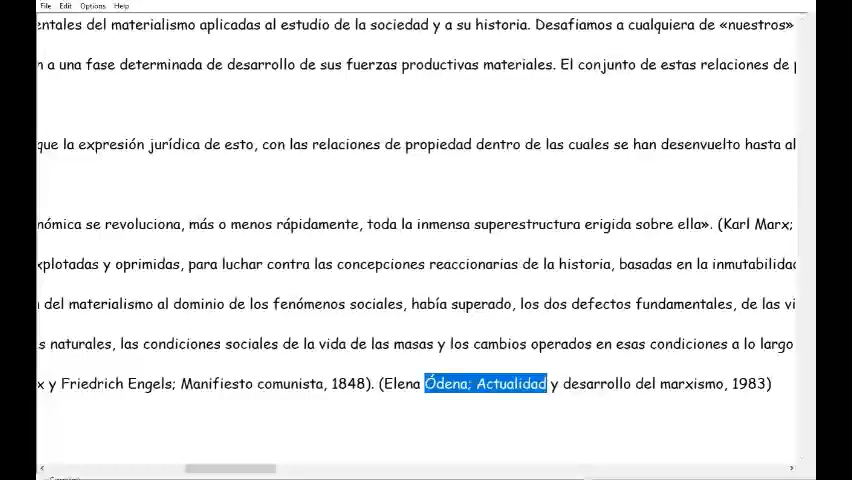 File Edit Options Help
entales del materialismo aplicadas al estudio de la sociedad y a su historia. Desafiamos a cualquiera de «nuestros»
n a una fase determinada de desarrollo de sus fuerzas productivas materiales. El conjunto de estas relaciones de p
que la expresión jurídica de esto, con las relaciones de propiedad dentro de las cuales se han desenvuelto hasta al
nómica se revoluciona, más o menos rápidamente, toda la inmensa superestructura erigida sobre ella». (Karl Marx;
xplotadas y oprimidas, para luchar contra las concepciones reaccionarias de la historia, basadas en la inmutabilidad
n del materialismo al dominio de los fenómenos sociales, había superado, los dos defectos fundamentales, de las vi
s naturales, las condiciones sociales de la vida de las masas y los cambios operados en esas condiciones a lo largo
x y Friedrich Engels; Manifiesto comunista, 1848). (Elena Ódena; Actualidad y desarrollo del marxismo, 1983)